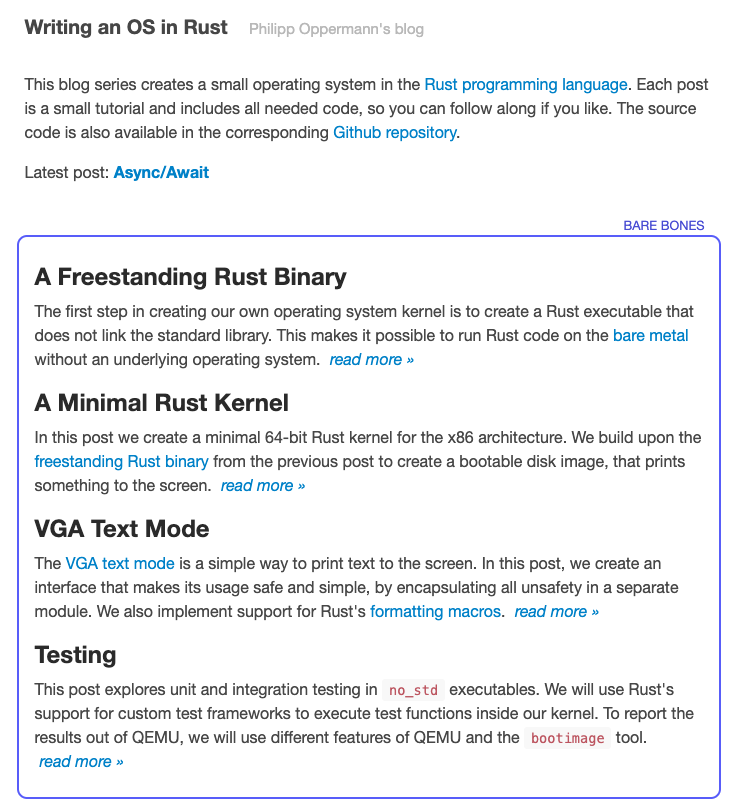 Writing an OS in Rust Philipp Oppermann's blog
This blog series creates a small operating system in the Rust programming language. Each post
is a small tutorial and includes all needed code, so you can follow along if you like. The source
code is also available in the corresponding Github repository.
Latest post: Async/Await
BARE BONES
A Freestanding Rust Binary
The first step in creating our own operating system kernel is to create a Rust executable that
does not link the standard library. This makes it possible to run Rust code on the bare metal
without an underlying operating system. read more »
A Minimal Rust Kernel
In this post we create a minimal 64-bit Rust kernel for the x86 architecture. We build upon the
freestanding Rust binary from the previous post to create a bootable disk image, that prints
something to the screen. read more »
VGA Text Mode
The VGA text mode is a simple way to print text to the screen. In this post, we create an
interface that makes its usage safe and simple, by encapsulating all unsafety in a separate
module. We also implement support for Rust's formatting macros. read more »
Testing
This post explores unit and integration testing in no_std executables. We will use Rust's
support for custom test frameworks to execute test functions inside our kernel. To report the
results out of QEMU, we will use different features of QEMU and the bootimage tool.
read more »